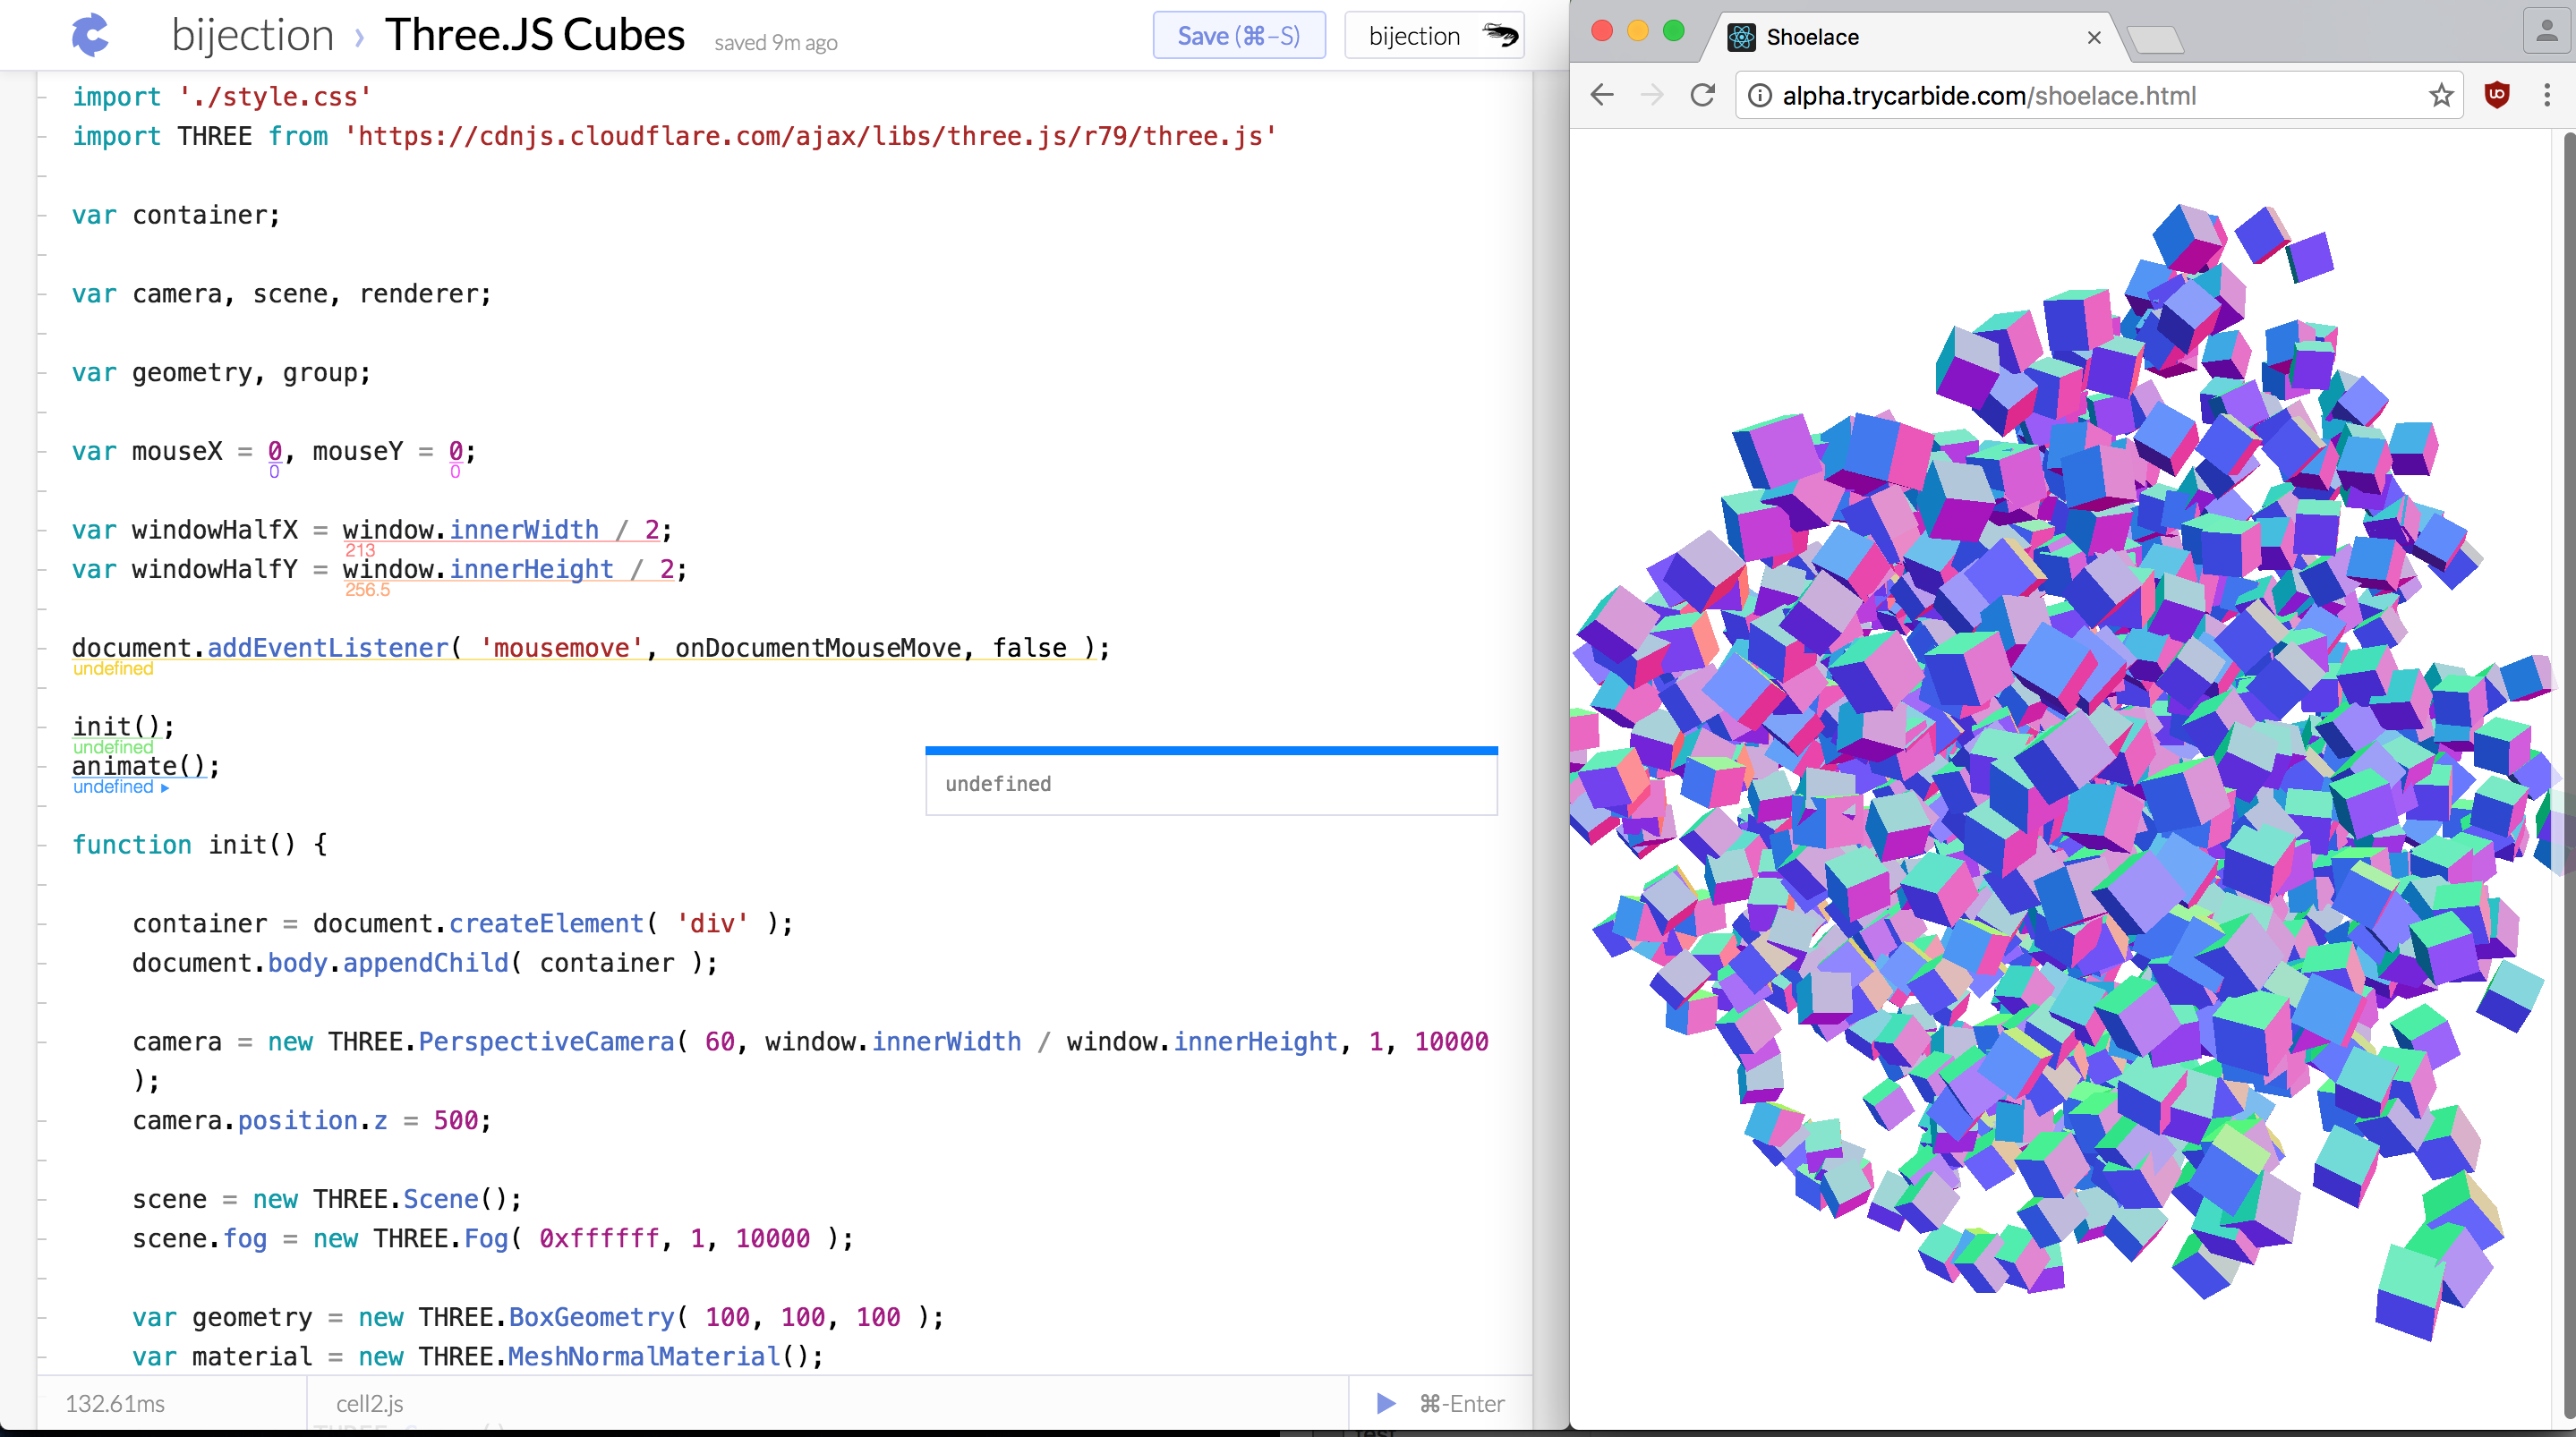 bijection › Three.JS Cubes saved 9m ago Save (⌘–S) bijection
import './style.css'
import THREE from 'https://cdnjs.cloudflare.com/ajax/libs/three.js/r79/three.js'
var container;
var camera, scene, renderer;
var geometry, group;
var mouseX = 0, mouseY = 0;
0 0
var windowHalfX = window.innerWidth / 2;
213
var windowHalfY = window.innerHeight / 2;
256.5
document.addEventListener( 'mousemove', onDocumentMouseMove, false );
undefined
init();
undefined
animate();
undefined ▸
undefined
function init() {
container = document.createElement( 'div' );
document.body.appendChild( container );
camera = new THREE.PerspectiveCamera( 60, window.innerWidth / window.innerHeight, 1, 10000
);
camera.position.z = 500;
scene = new THREE.Scene();
scene.fog = new THREE.Fog( 0xffffff, 1, 10000 );
var geometry = new THREE.BoxGeometry( 100, 100, 100 );
var material = new THREE.MeshNormalMaterial();
132.61ms cell2.js ⌘-Enter
Shoelace
alpha.trycarbide.com/shoelace.html